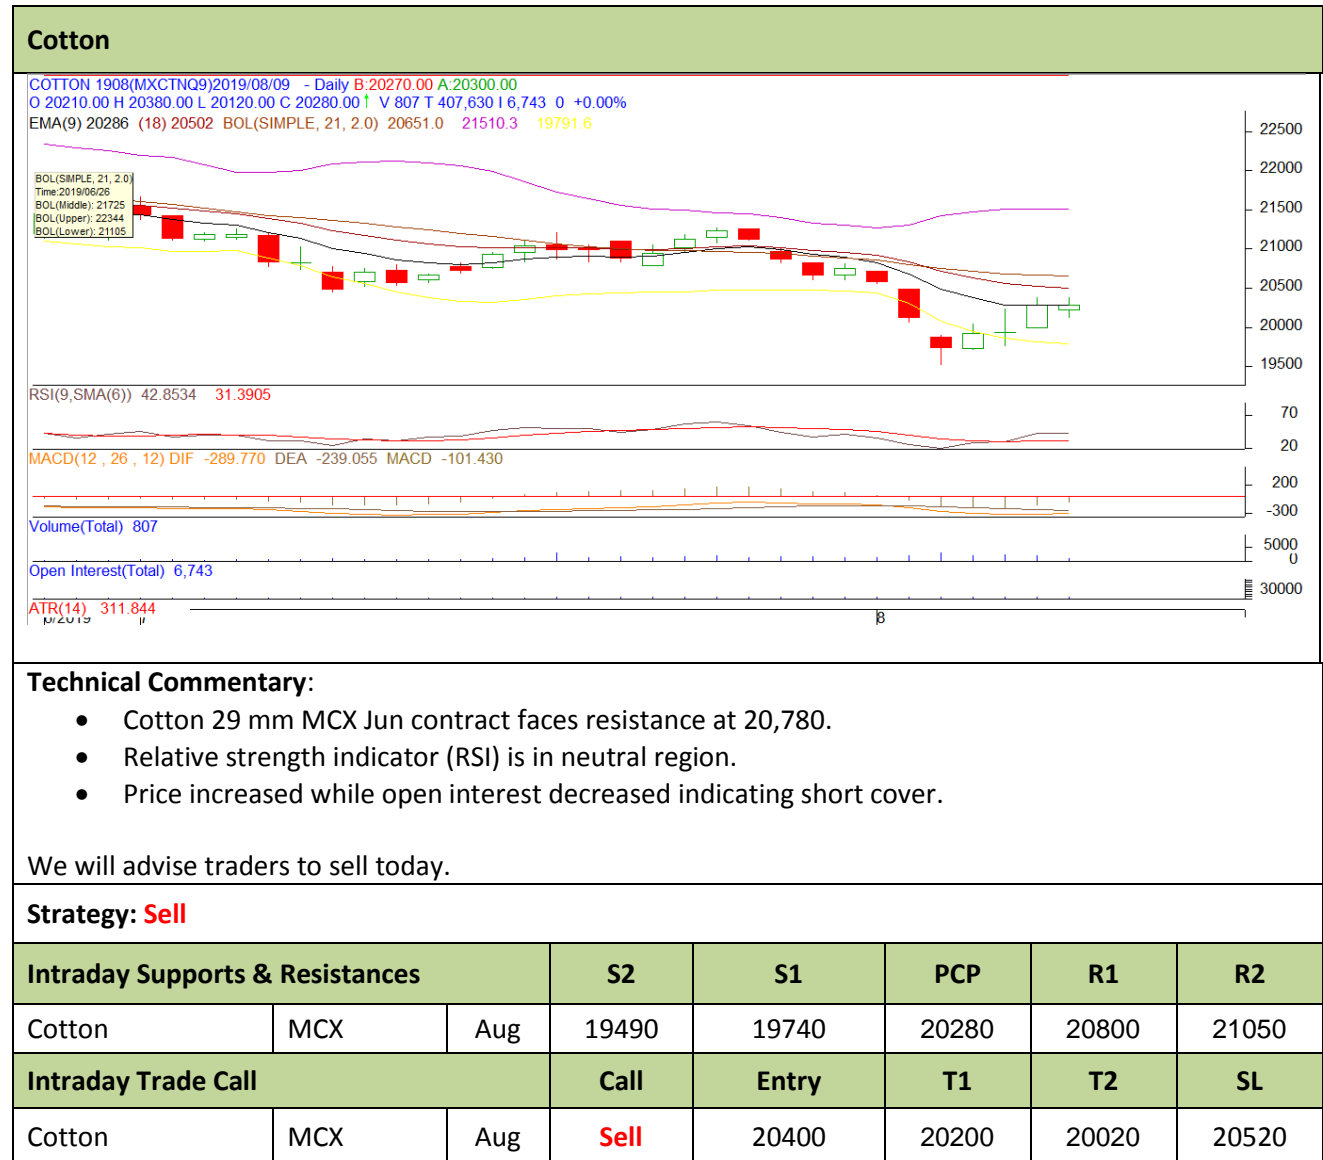 Cotton
COTTON 1908(MXCTNQ9)2019/08/09 - Daily B:20270.00 A:20300.00
O 20210.00 H 20380.00 L 20120.00 C 20280.00↑ V 807 T 407,630 I 6,743 0 +0.00%
EMA(9) 20286 (18) 20502 BOL(SIMPLE, 21, 2.0) 20651.0 21510.3 19791.6
BOL(SIMPLE, 21, 2.0)
Time:2019/06/26
BOL(Middle): 21725
BOL(Upper): 22344
BOL(Lower): 21105
22500
22000
21500
21000
20500
20000
19500
RSI(9,SMA(6)) 42.8534 31.3905
70
20
MACD(12 , 26 , 12) DIF -289.770 DEA -239.055 MACD -101.430
200
-300
Volume(Total) 807
5000
0
Open Interest(Total) 6,743
30000
ATR(14) 311.844
6/2019 7 8
Technical Commentary:
• Cotton 29 mm MCX Jun contract faces resistance at 20,780.
• Relative strength indicator (RSI) is in neutral region.
• Price increased while open interest decreased indicating short cover.
We will advise traders to sell today.
Strategy: Sell
Intraday Supports & Resistances S2 S1 PCP R1 R2
Cotton MCX Aug 19490 19740 20280 20800 21050
Intraday Trade Call Call Entry T1 T2 SL
Cotton MCX Aug Sell 20400 20200 20020 20520